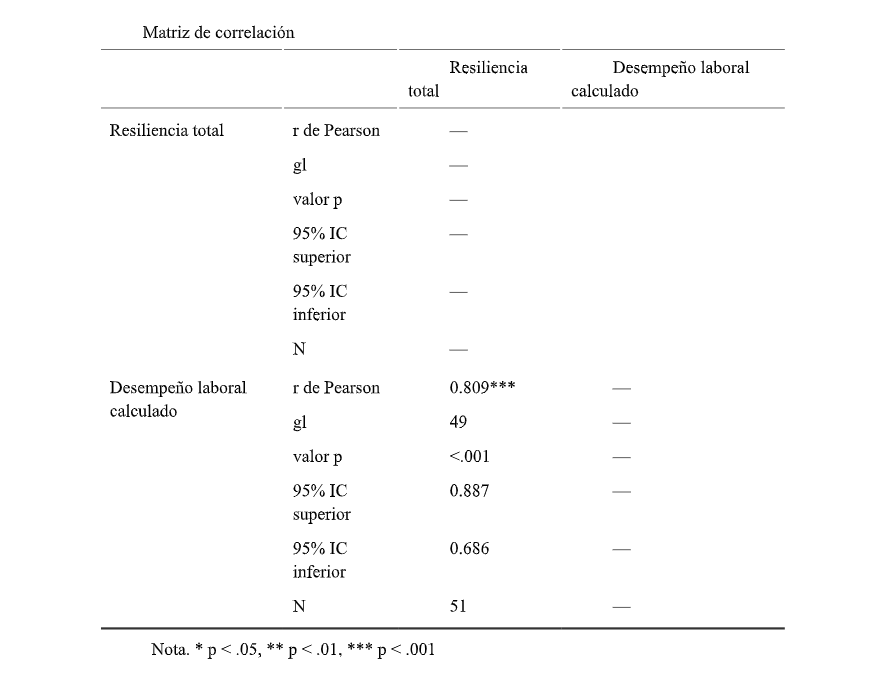 Matriz de correlación
Resiliencia total
Desempeño laboral calculado
Resiliencia total
r de Pearson —
gl —
valor p —
95% IC superior —
95% IC inferior —
N —
Desempeño laboral calculado
r de Pearson 0.809*** —
gl 49 —
valor p <.001 —
95% IC superior 0.887 —
95% IC inferior 0.686 —
N 51 —
Nota. * p < .05, ** p < .01, *** p < .001